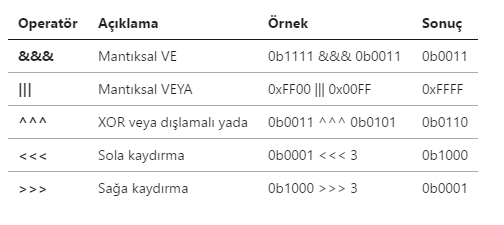 Operatör Açıklama Örnek Sonuç
&&& Mantıksal VE 0b1111 &&& 0b0011 0b0011
||| Mantıksal VEYA 0xFF00 ||| 0x00FF 0xFFFF
^^^ XOR veya dışlamalı yada 0b0011 ^^^ 0b0101 0b0110
<<< Sola kaydırma 0b0001 <<< 3 0b1000
>>> Sağa kaydırma 0b1000 >>> 3 0b0001